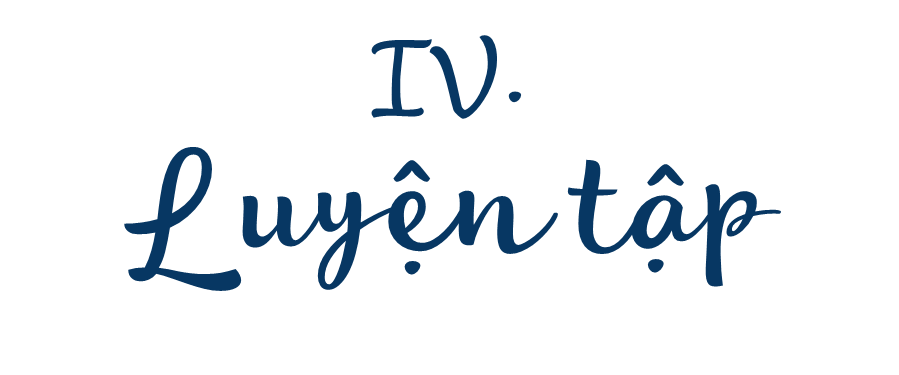 IV.
Luyện tập